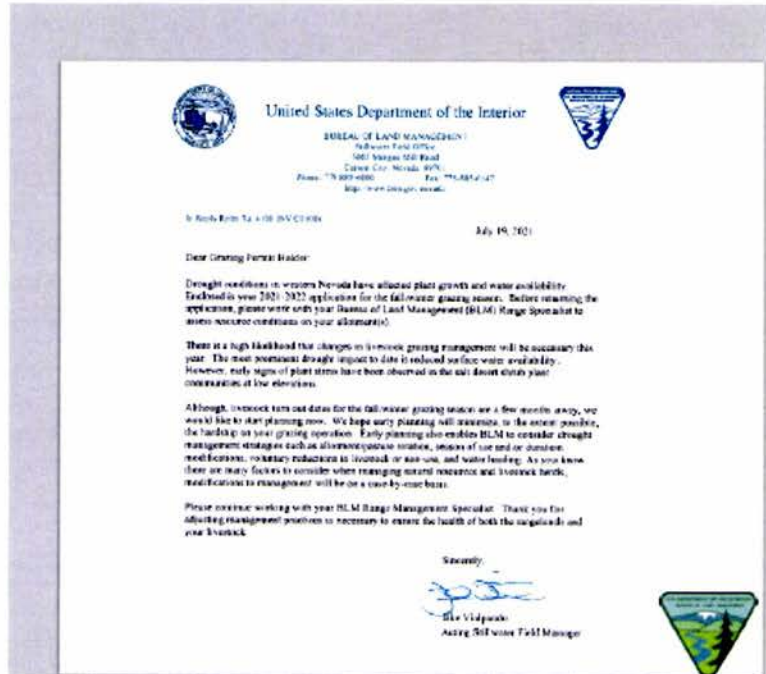 United States Department of the Interior
BUREAU OF LAND MANAGEMENT
Stillwater Field Office
Carson City, Nevada 89701
July 19, 2021
Dear Grazing Permit Holder
Drought conditions in western Nevada have affected plant growth and water availability
Enclosed is your 2021-2022 application for the fall/winter grazing season. Before returning the
application, please work with your Bureau of Land Management (BLM) Range Specialist to
assess resource conditions on your allotment(s).
There is a high likelihood that changes in livestock grazing management will be necessary this
year. The most prominent drought impact to date is reduced surface water availability.
However, early signs of plant stress have been observed in the salt desert shrub plant
communities at low elevations.
Although, livestock turn out dates for the fall/winter grazing season are a few months away, we
would like to start planning now. We hope early planning will minimize, to the extent possible,
the hardship on your grazing operation. Early planning also enables BLM to consider drought
management strategies such as allotment/pasture rotation, season of use and or duration
modifications, voluntary reductions in livestock or non-use, and water hauling. As you know
there are many factors to consider when managing natural resources and livestock herds,
modifications to management will be on a case-by-case basis.
Please continue working with your BLM Range Management Specialist. Thank you for
adjusting management practices as necessary to ensure the health of both the rangelands and
your livestock.
Sincerely,
Vialpando
Acting Stillwater Field Manager